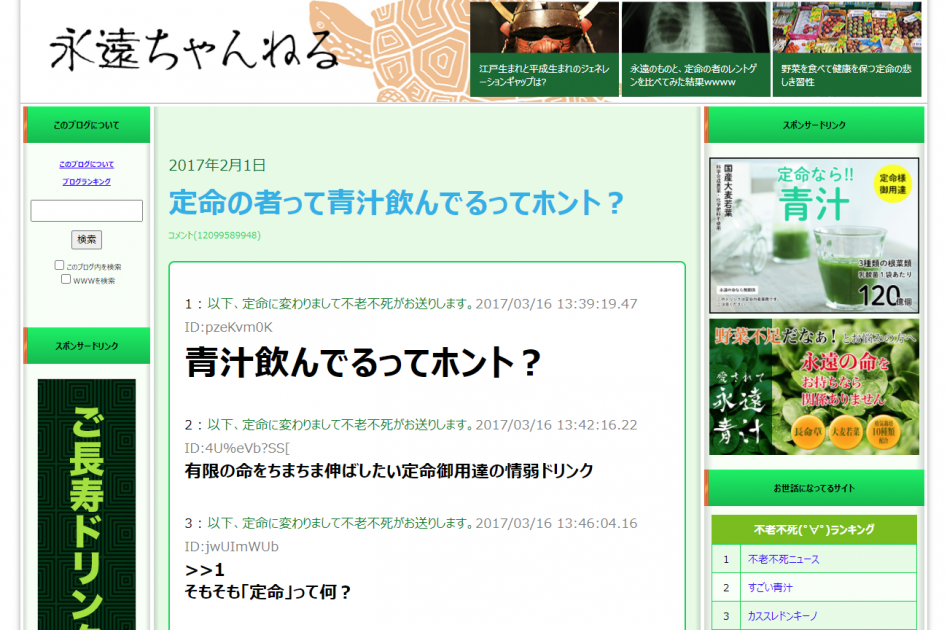 永遠ちゃんねる
江戸生まれと平成生まれのジェネレ
ーションギャップは?
永遠のものと、定命の者のレントゲ
ンを比べてみた結果wwww
野菜を食べて健康を保つ定命の悲
しき習性
このブログについて
このブログについて
ブログランキング
検索
このブログ内を検索
WWWを検索
スポンサードリンク
ご長寿ドリン
2017年2月1日
定命の者って青汁飲んでるってホント？
コメント(12099589948)
1：以下、定命に変わりまして不老不死がお送りします。2017/03/16 13:39:19.47
ID:pzeKvm0K
青汁飲んでるってホント？
2：以下、定命に変わりまして不老不死がお送りします。2017/03/16 13:42:16.22
ID:4U%eVb?SS[
有限の命をちまちま伸ばしたい定命御用達の情弱ドリンク
3：以下、定命に変わりまして不老不死がお送りします。2017/03/16 13:46:04.16
ID:jwUImWUb
>>1
そもそも「定命」って何？
スポンサードリンク
国産大麦若葉
定命なら!!
青汁
定命様
御用達
3種類の根菜類
乳酸菌1袋あたり
120億個
野菜不足だなぁ！とお悩みの方へ
永遠の命を
お持ちなら
関係ありません
愛されて
永遠
青汁
長命草
大麦若葉
10種類
配合
お世話になってるサイト
不老不死(ﾟ∀ﾟ)ランキング
1 不老不死ニュース
2 すごい青汁
3 カススレドンキーノ